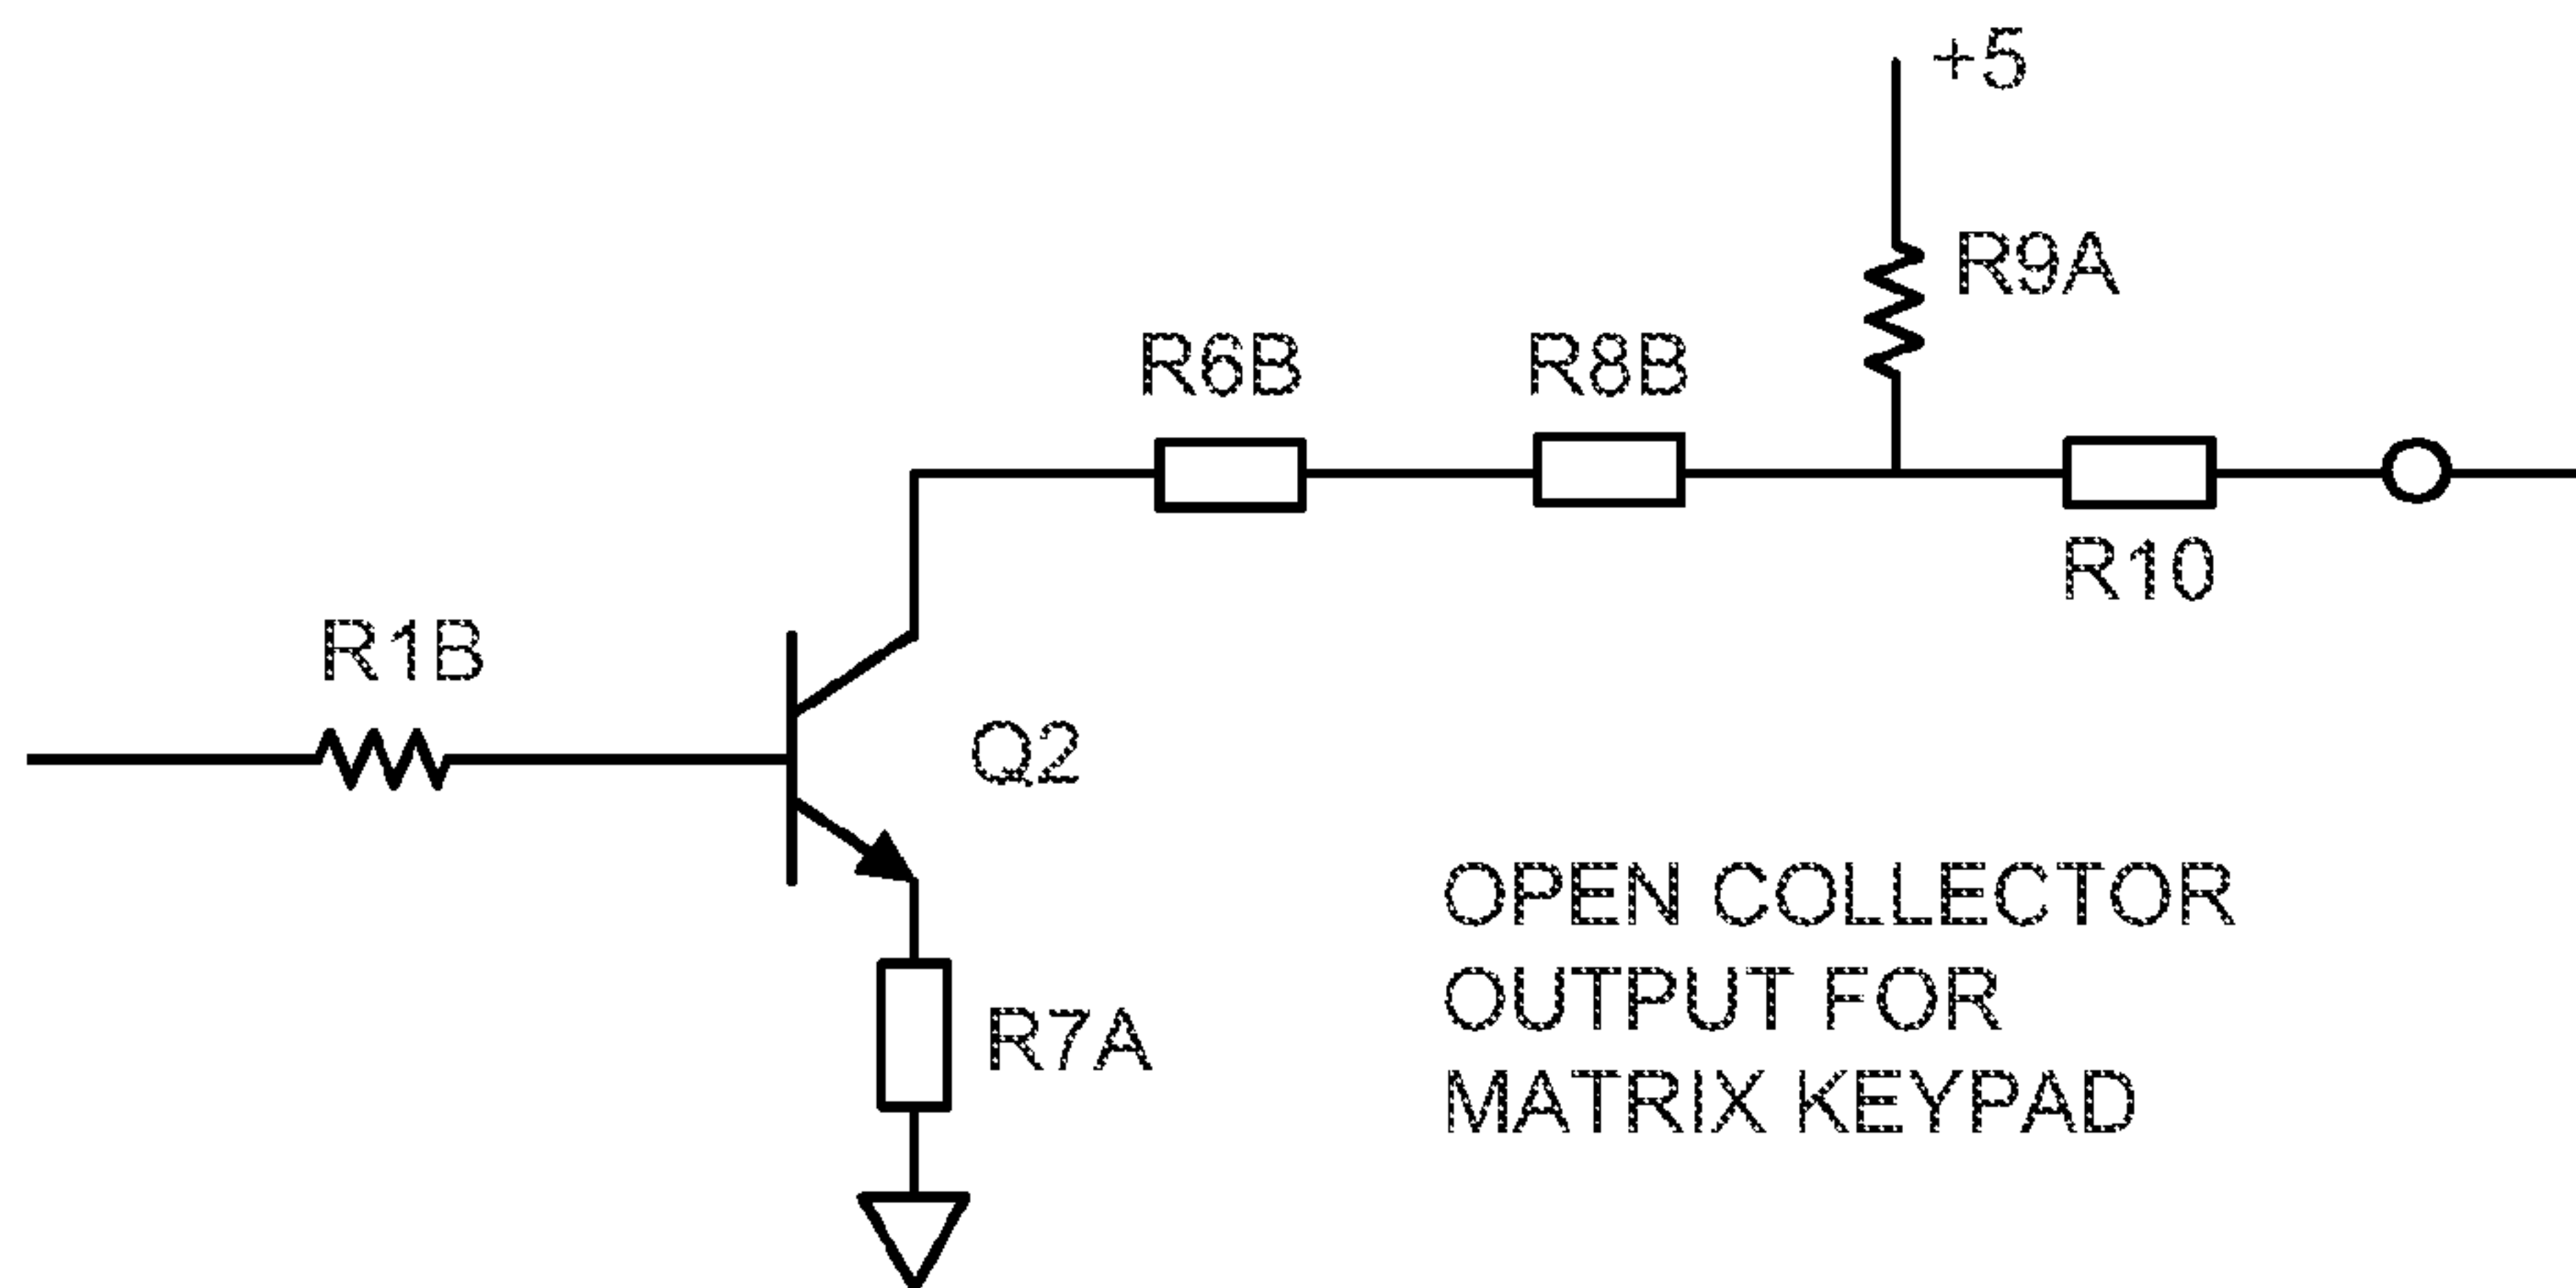 +5
R9A
R6B
R8B
R10
R1B
Q2
R7A
OPEN COLLECTOR
OUTPUT FOR
MATRIX KEYPAD